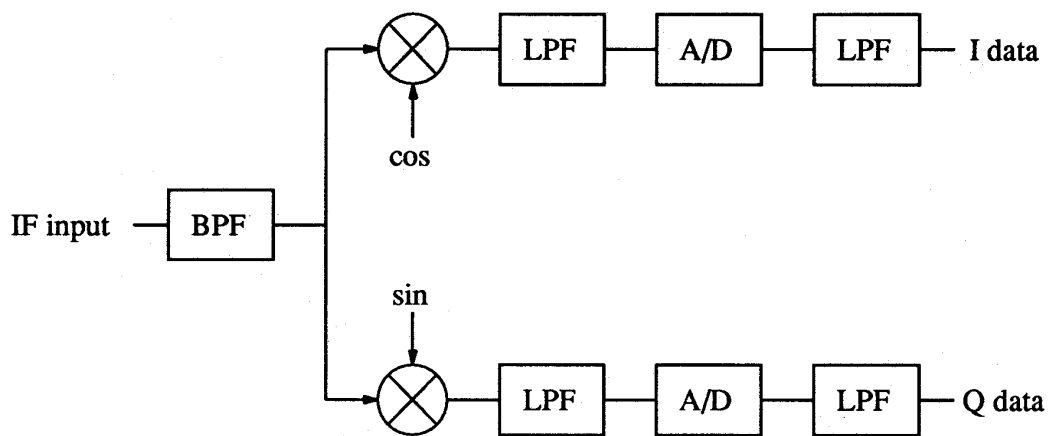 LPF A/D LPF I data
cos
IF input BPF
sin
LPF A/D LPF Q data